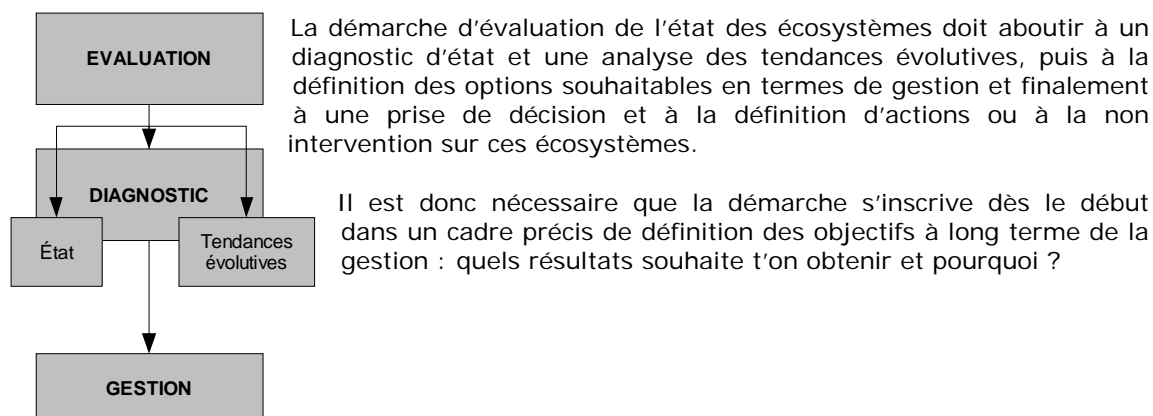 EVALUATION
DIAGNOSTIC
État
Tendances
évolutives
GESTION
La démarche d'évaluation de l'état des écosystèmes doit aboutir à un
diagnostic d'état et une analyse des tendances évolutives, puis à la
définition des options souhaitables en termes de gestion et finalement
à une prise de décision et à la définition d'actions ou à la non
intervention sur ces écosystèmes.
Il est donc nécessaire que la démarche s'inscrive dès le début
dans un cadre précis de définition des objectifs à long terme de la
gestion : quels résultats souhaite t'on obtenir et pourquoi ?